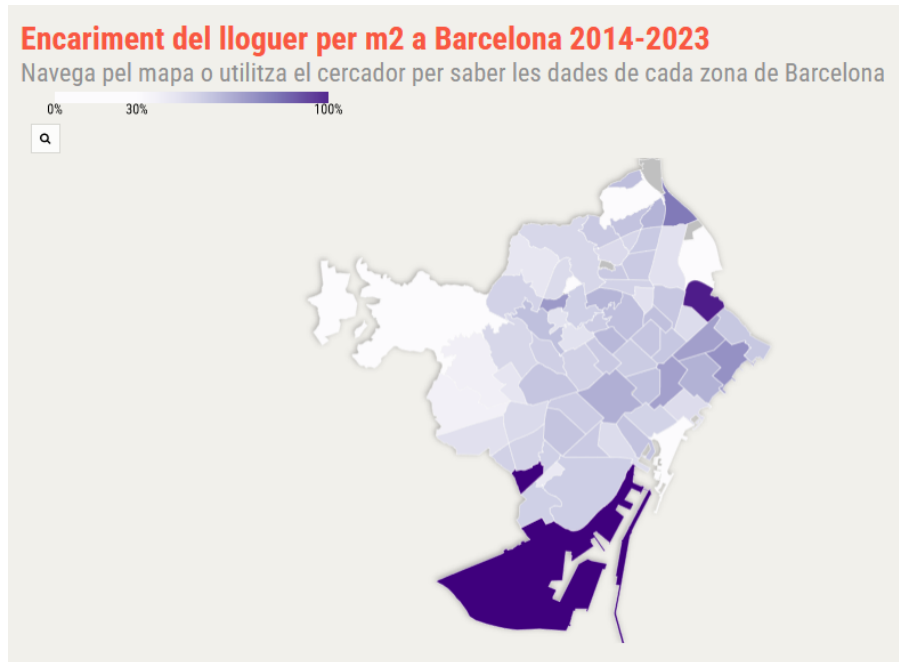 Encariment del lloguer per m2 a Barcelona 2014-2023
Navega pel mapa o utilitza el cercador per saber les dades de cada zona de Barcelona
0% 30% 100%